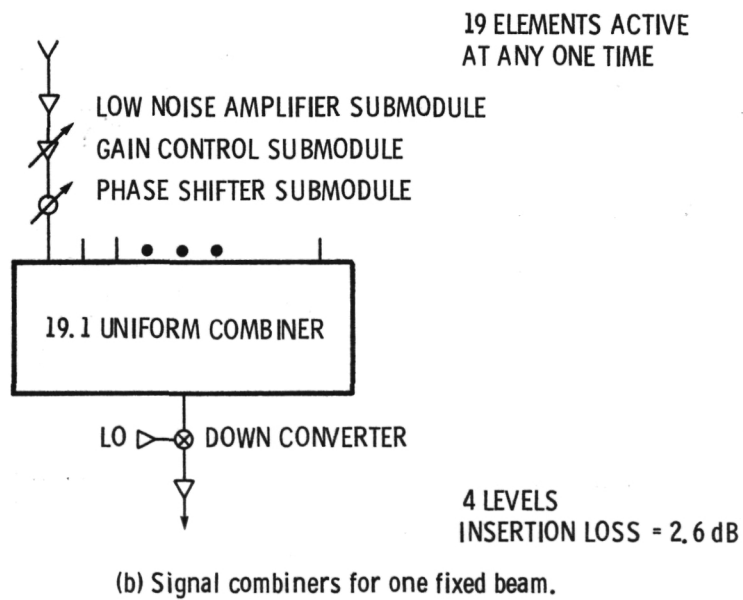 19 ELEMENTS ACTIVE
AT ANY ONE TIME
LOW NOISE AMPLIFIER SUBMODULE
GAIN CONTROL SUBMODULE
PHASE SHIFTER SUBMODULE
19.1 UNIFORM COMBINER
LO
DOWN CONVERTER
4 LEVELS
INSERTION LOSS = 2.6 dB
(b) Signal combiners for one fixed beam.